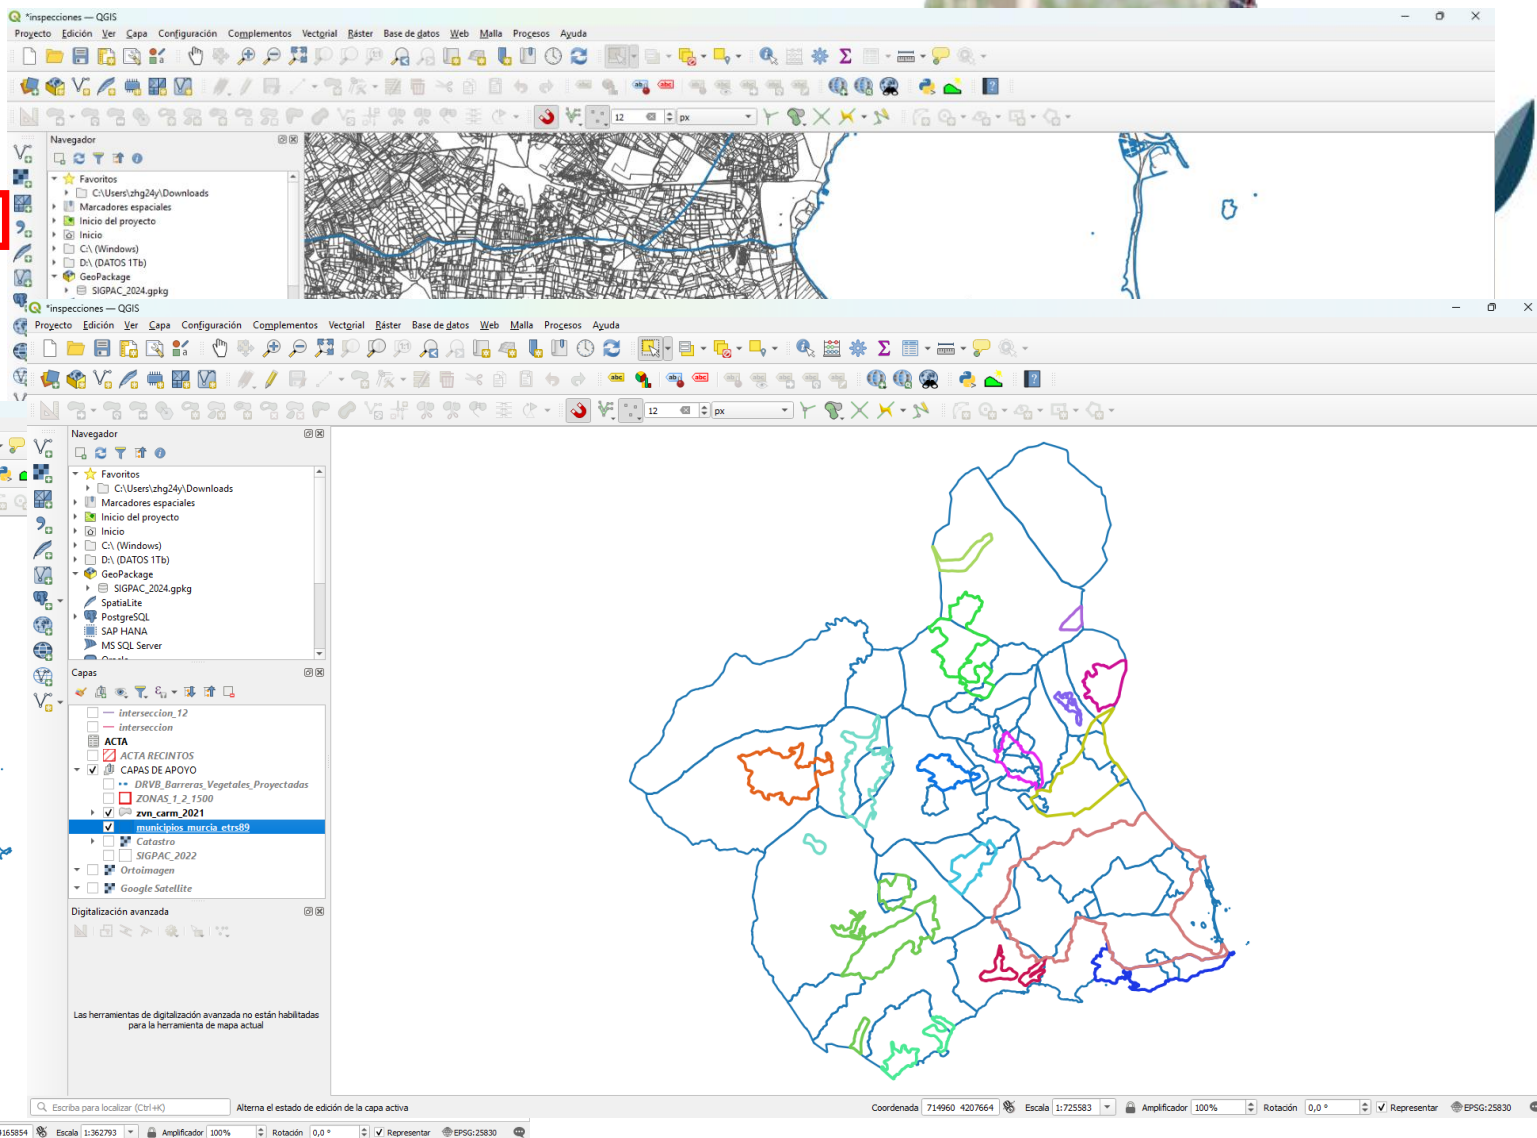 *inspecciones — QGIS
Proyecto Edición Ver Capa Configuración Complementos Vectorial Ráster Base de datos Web Malla Procesos Ayuda
12 px
Navegador
Favoritos
C:\Users\zhg24y\Downloads
Marcadores espaciales
Inicio del proyecto
Inicio
C:\ (Windows)
D:\ (DATOS 1Tb)
GeoPackage
SIGPAC_2024.gpkg
*inspecciones — QGIS
Proyecto Edición Ver Capa Configuración Complementos Vectorial Ráster Base de datos Web Malla Procesos Ayuda
12 px
Navegador
Favoritos
C:\Users\zhg24y\Downloads
Marcadores espaciales
Inicio del proyecto
Inicio
C:\ (Windows)
D:\ (DATOS 1Tb)
GeoPackage
SIGPAC_2024.gpkg
SpatiaLite
PostgreSQL
SAP HANA
MS SQL Server
Capas
interseccion_12
interseccion
ACTA
ACTA RECINTOS
CAPAS DE APOYO
DRVB_Barreras_Vegetales_Proyectadas
ZONAS_1_2_1500
zvn_carm_2021
municipios_murcia_etrs89
Catastro
SIGPAC_2022
Ortoimagen
Google Satellite
Digitalización avanzada
Las herramientas de digitalización avanzada no están habilitadas
para la herramienta de mapa actual
Escriba para localizar (Ctrl+K) Alterna el estado de edición de la capa activa Coordenada 714960 4207664 Escala 1:725583 Amplificador 100% Rotación 0,0 ° Representar EPSG:25830
4165854 Escala 1:362793 Amplificador 100% Rotación 0,0 ° Representar EPSG:25830